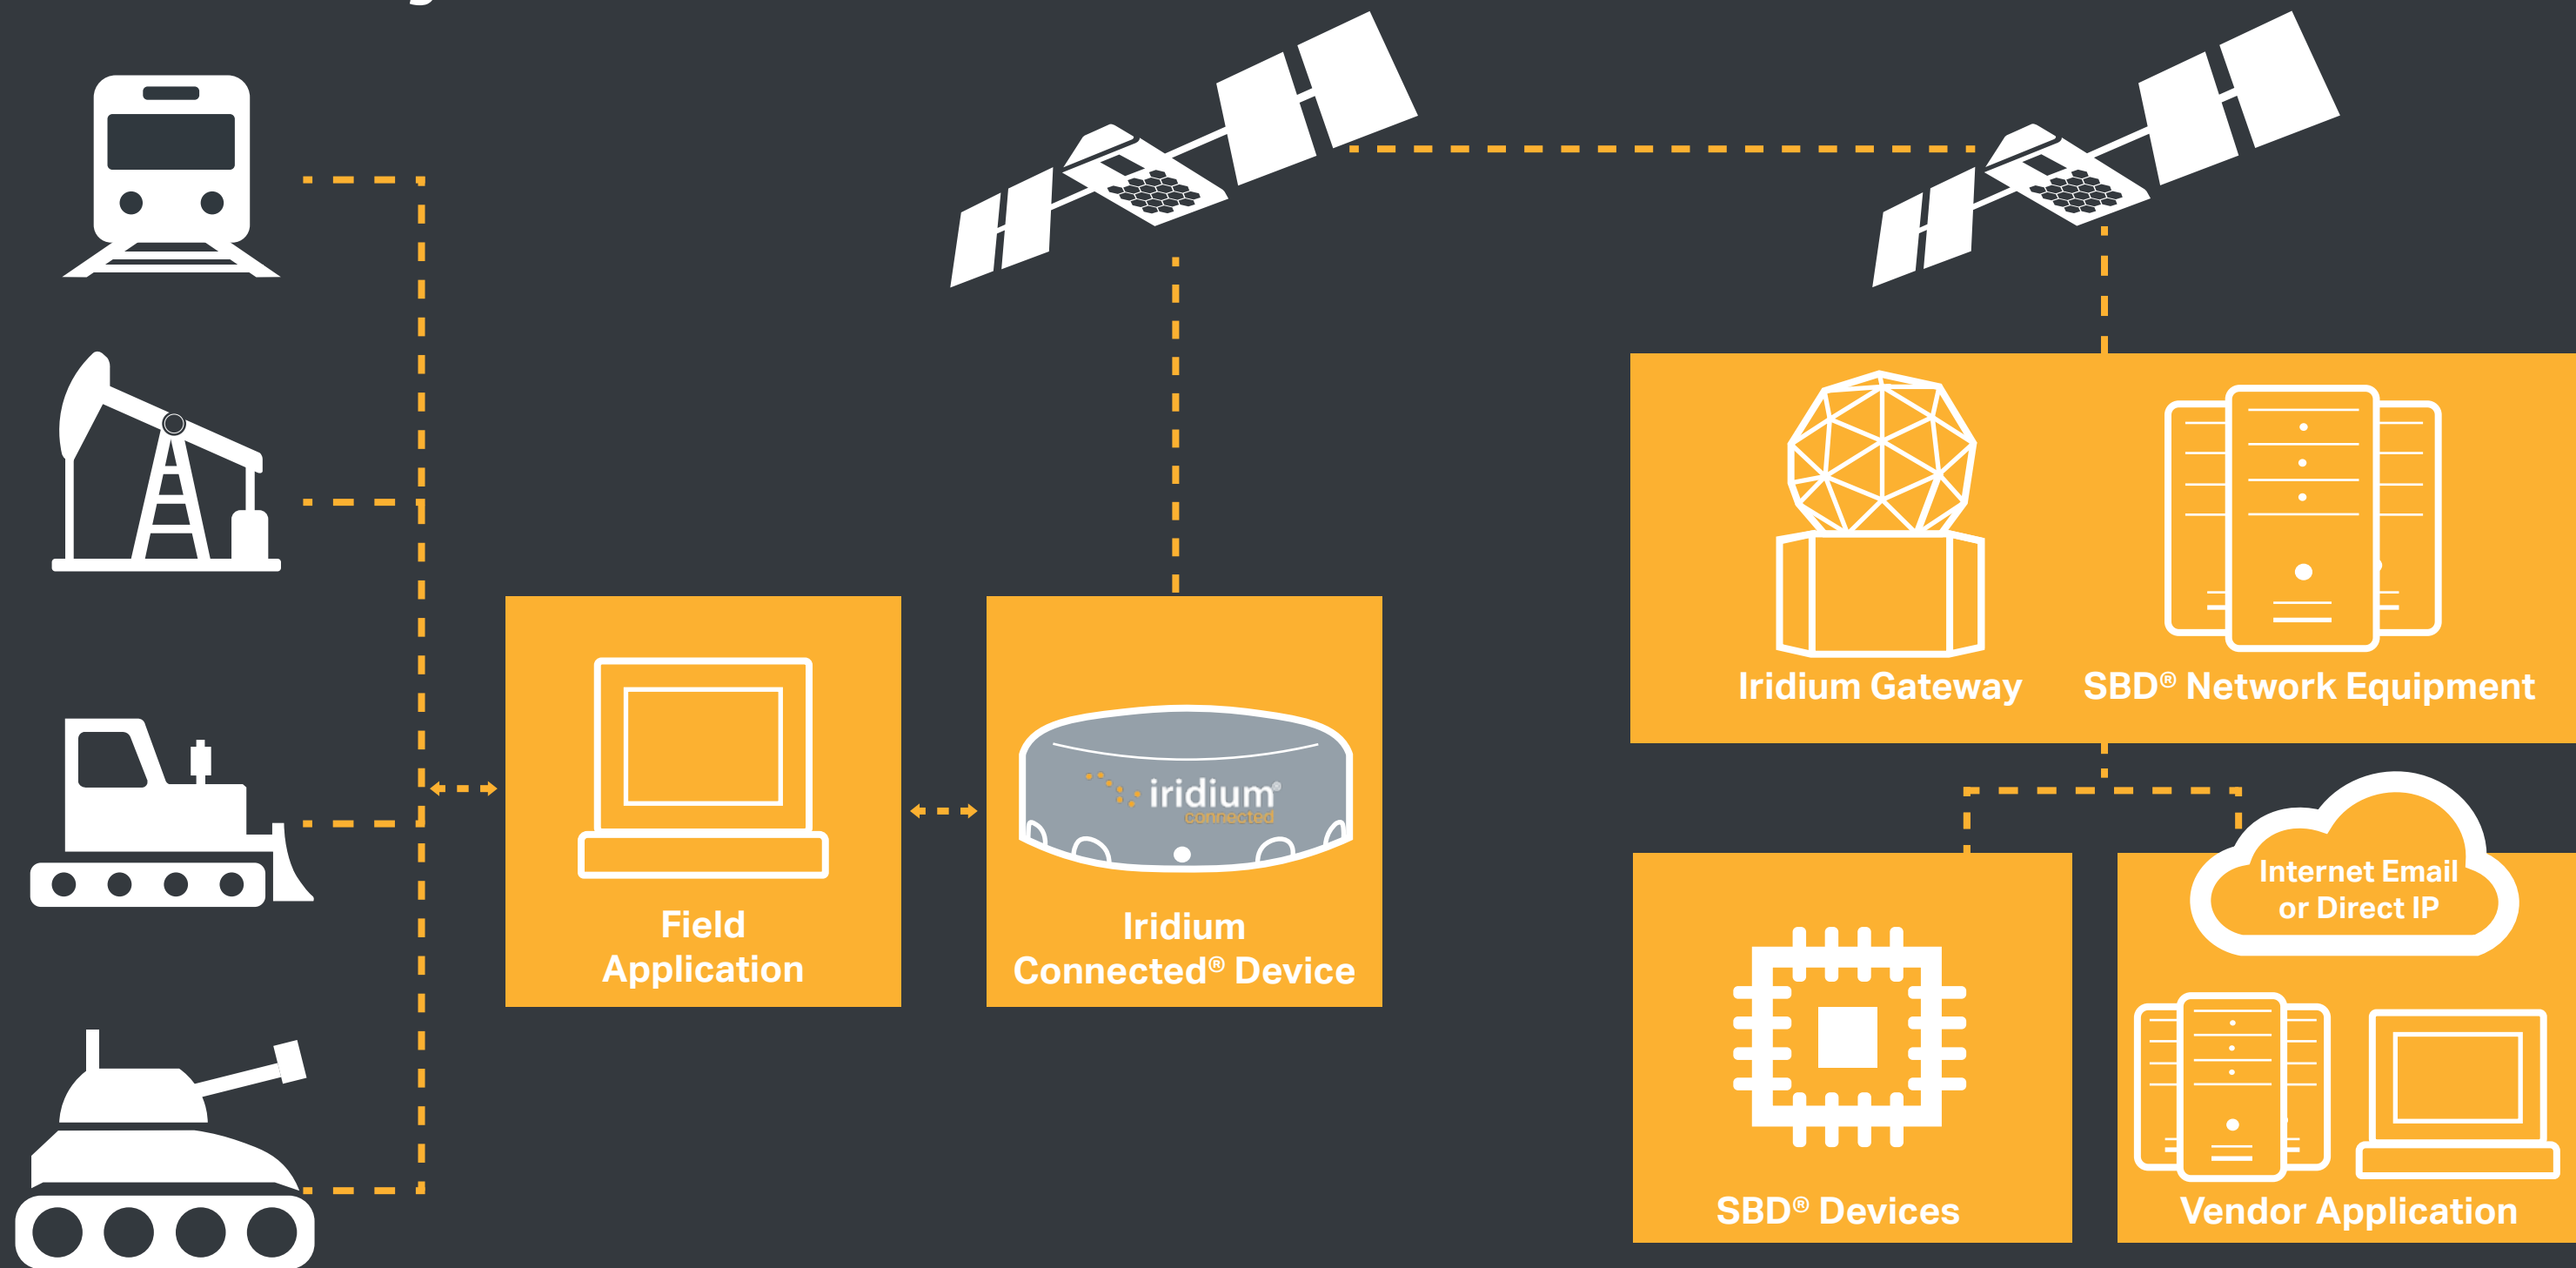 Iridium Gateway
SBD® Network Equipment
iridium®
connected
Field
Application
Iridium
Connected® Device
Internet Email
or Direct IP
SBD® Devices
Vendor Application